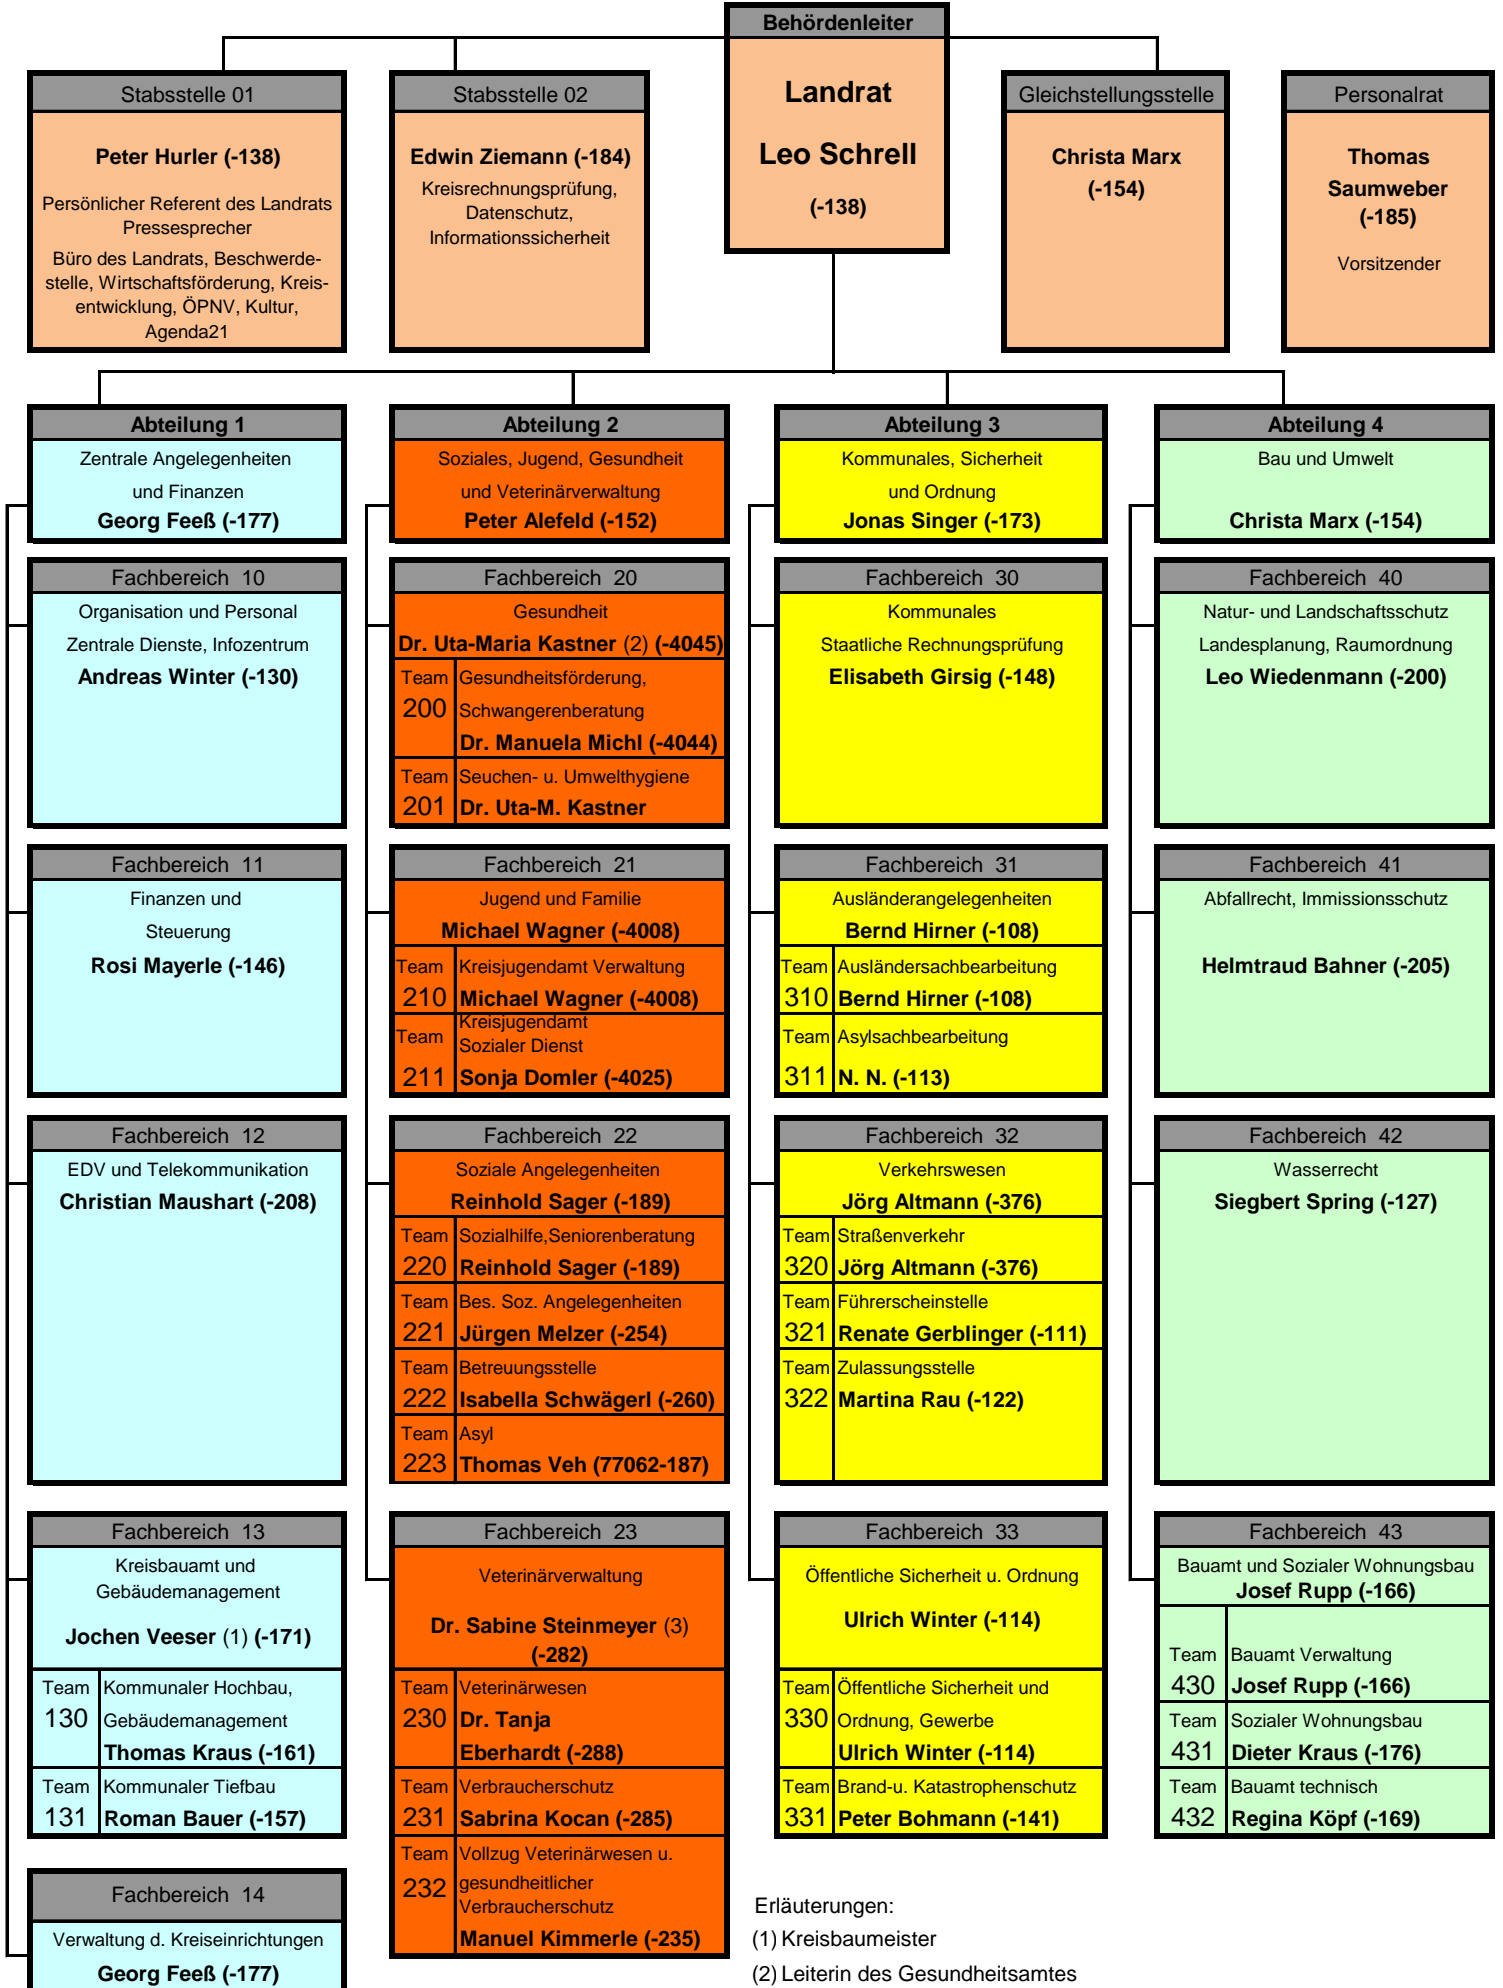 Behördenleiter
Landrat
Leo Schrell
(-138)
Stabsstelle 01
Peter Hurler (-138)
Persönlicher Referent des Landrats
Pressesprecher
Büro des Landrats, Beschwerde-
stelle, Wirtschaftsförderung, Kreis-
entwicklung, ÖPNV, Kultur,
Agenda21
Stabsstelle 02
Edwin Ziemann (-184)
Kreisrechnungsprüfung,
Datenschutz,
Informationssicherheit
Gleichstellungsstelle
Christa Marx
(-154)
Personalrat
Thomas
Saumweber
(-185)
Vorsitzender
Abteilung 1
Zentrale Angelegenheiten
und Finanzen
Georg Feeß (-177)
Fachbereich 10
Organisation und Personal
Zentrale Dienste, Infozentrum
Andreas Winter (-130)
Fachbereich 11
Finanzen und
Steuerung
Rosi Mayerle (-146)
Fachbereich 12
EDV und Telekommunikation
Christian Maushart (-208)
Fachbereich 13
Kreisbauamt und
Gebäudemanagement
Jochen Veeser (1) (-171)
Team Kommunaler Hochbau,
130 Gebäudemanagement
Thomas Kraus (-161)
Team Kommunaler Tiefbau
131 Roman Bauer (-157)
Fachbereich 14
Verwaltung d. Kreiseinrichtungen
Georg Feeß (-177)
Abteilung 2
Soziales, Jugend, Gesundheit
und Veterinärverwaltung
Peter Alefeld (-152)
Fachbereich 20
Gesundheit
Dr. Uta-Maria Kastner (2) (-4045)
Team Gesundheitsförderung,
200 Schwangerenberatung
Dr. Manuela Michl (-4044)
Team Seuchen- u. Umwelthygiene
201 Dr. Uta-M. Kastner
Fachbereich 21
Jugend und Familie
Michael Wagner (-4008)
Team Kreisjugendamt Verwaltung
210 Michael Wagner (-4008)
Kreisjugendamt
Team Sozialer Dienst
211 Sonja Domler (-4025)
Fachbereich 22
Soziale Angelegenheiten
Reinhold Sager (-189)
Team Sozialhilfe,Seniorenberatung
220 Reinhold Sager (-189)
Team Bes. Soz. Angelegenheiten
221 Jürgen Melzer (-254)
Team Betreuungsstelle
222 Isabella Schwägerl (-260)
Team Asyl
223 Thomas Veh (77062-187)
Fachbereich 23
Veterinärverwaltung
Dr. Sabine Steinmeyer (3)
(-282)
Team Veterinärwesen
230 Dr. Tanja
Eberhardt (-288)
Team Verbraucherschutz
231 Sabrina Kocan (-285)
Team Vollzug Veterinärwesen u.
232 gesundheitlicher
Verbraucherschutz
Manuel Kimmerle (-235)
Abteilung 3
Kommunales, Sicherheit
und Ordnung
Jonas Singer (-173)
Fachbereich 30
Kommunales
Staatliche Rechnungsprüfung
Elisabeth Girsig (-148)
Fachbereich 31
Ausländerangelegenheiten
Bernd Hirner (-108)
Team Ausländersachbearbeitung
310 Bernd Hirner (-108)
Team Asylsachbearbeitung
311 N. N. (-113)
Fachbereich 32
Verkehrswesen
Jörg Altmann (-376)
Team Straßenverkehr
320 Jörg Altmann (-376)
Team Führerscheinstelle
321 Renate Gerblinger (-111)
Team Zulassungsstelle
322 Martina Rau (-122)
Fachbereich 33
Öffentliche Sicherheit u. Ordnung
Ulrich Winter (-114)
Team Öffentliche Sicherheit und
330 Ordnung, Gewerbe
Ulrich Winter (-114)
Team Brand-u. Katastrophenschutz
331 Peter Bohmann (-141)
Abteilung 4
Bau und Umwelt
Christa Marx (-154)
Fachbereich 40
Natur- und Landschaftsschutz
Landesplanung, Raumordnung
Leo Wiedenmann (-200)
Fachbereich 41
Abfallrecht, Immissionsschutz
Helmtraud Bahner (-205)
Fachbereich 42
Wasserrecht
Siegbert Spring (-127)
Fachbereich 43
Bauamt und Sozialer Wohnungsbau
Josef Rupp (-166)
Team Bauamt Verwaltung
430 Josef Rupp (-166)
Team Sozialer Wohnungsbau
431 Dieter Kraus (-176)
Team Bauamt technisch
432 Regina Köpf (-169)
Erläuterungen:
(1) Kreisbaumeister
(2) Leiterin des Gesundheitsamtes